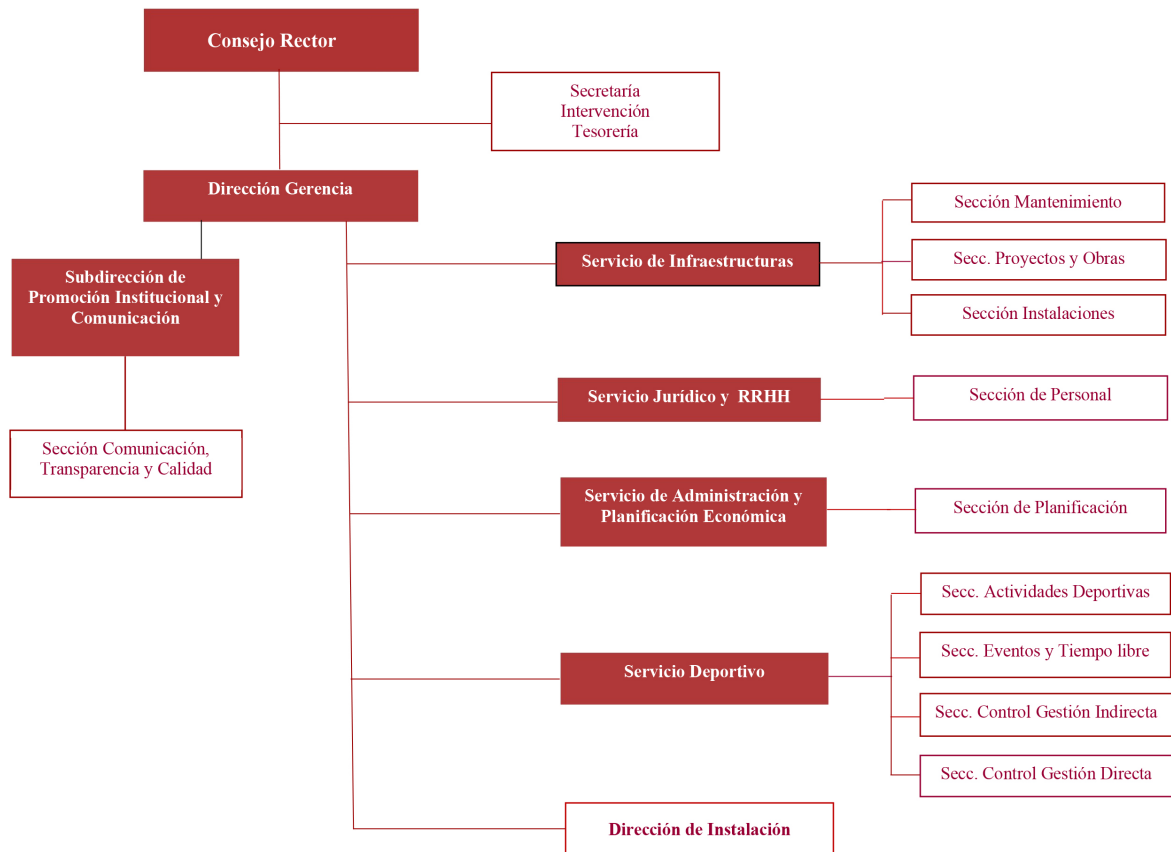 Consejo Rector
Secretaría
Intervención
Tesorería
Dirección Gerencia
Subdirección de
Promoción Institucional y
Comunicación
Sección Comunicación,
Transparencia y Calidad
Servicio de Infraestructuras
Sección Mantenimiento
Secc. Proyectos y Obras
Sección Instalaciones
Servicio Jurídico y RRHH
Sección de Personal
Servicio de Administración y
Planificación Económica
Sección de Planificación
Servicio Deportivo
Secc. Actividades Deportivas
Secc. Eventos y Tiempo libre
Secc. Control Gestión Indirecta
Secc. Control Gestión Directa
Dirección de Instalación